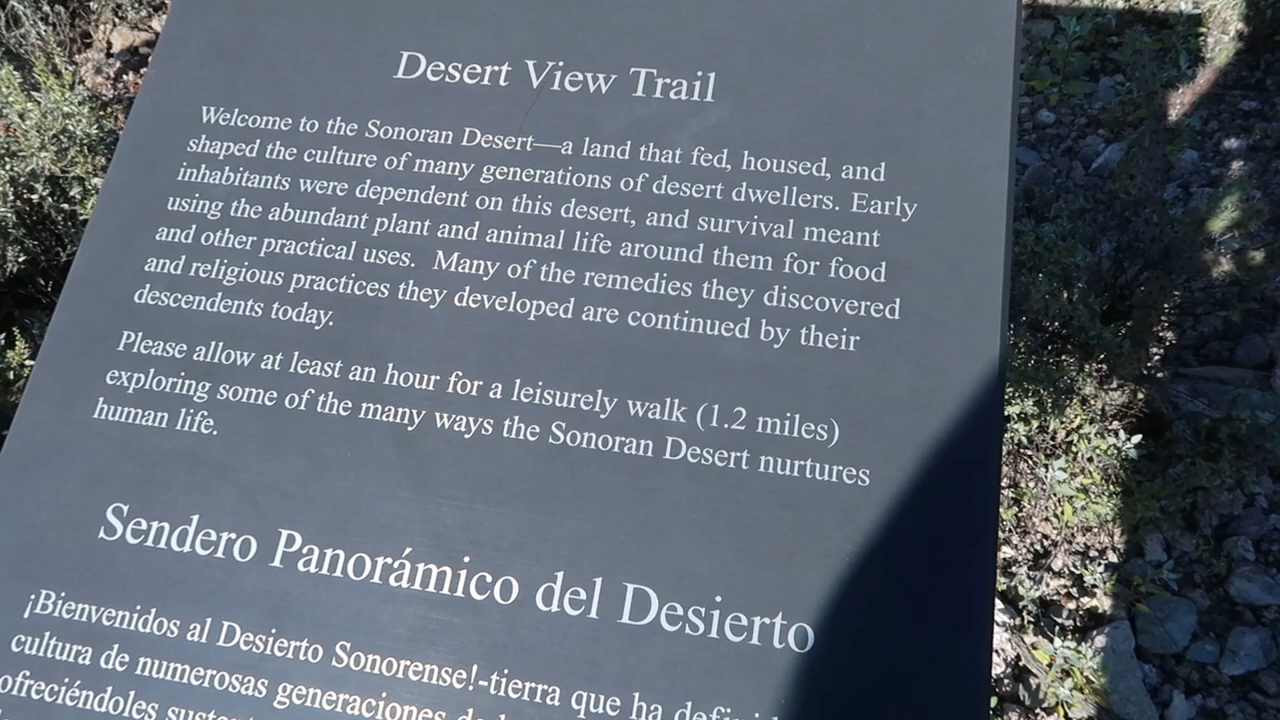 Desert View Trail
Welcome to the Sonoran Desert—a land that fed, housed, and
shaped the culture of many generations of desert dwellers. Early
inhabitants were dependent on this desert, and survival meant
using the abundant plant and animal life around them for food
and other practical uses. Many of the remedies they discovered
and religious practices they developed are continued by their
descendents today.
Please allow at least an hour for a leisurely walk (1.2 miles)
exploring some of the many ways the Sonoran Desert nurtures
human life.
Sendero Panorámico del Desierto
¡Bienvenidos al Desierto Sonorense!-tierra que ha
cultura de numerosas generaciones
ofreciéndoles